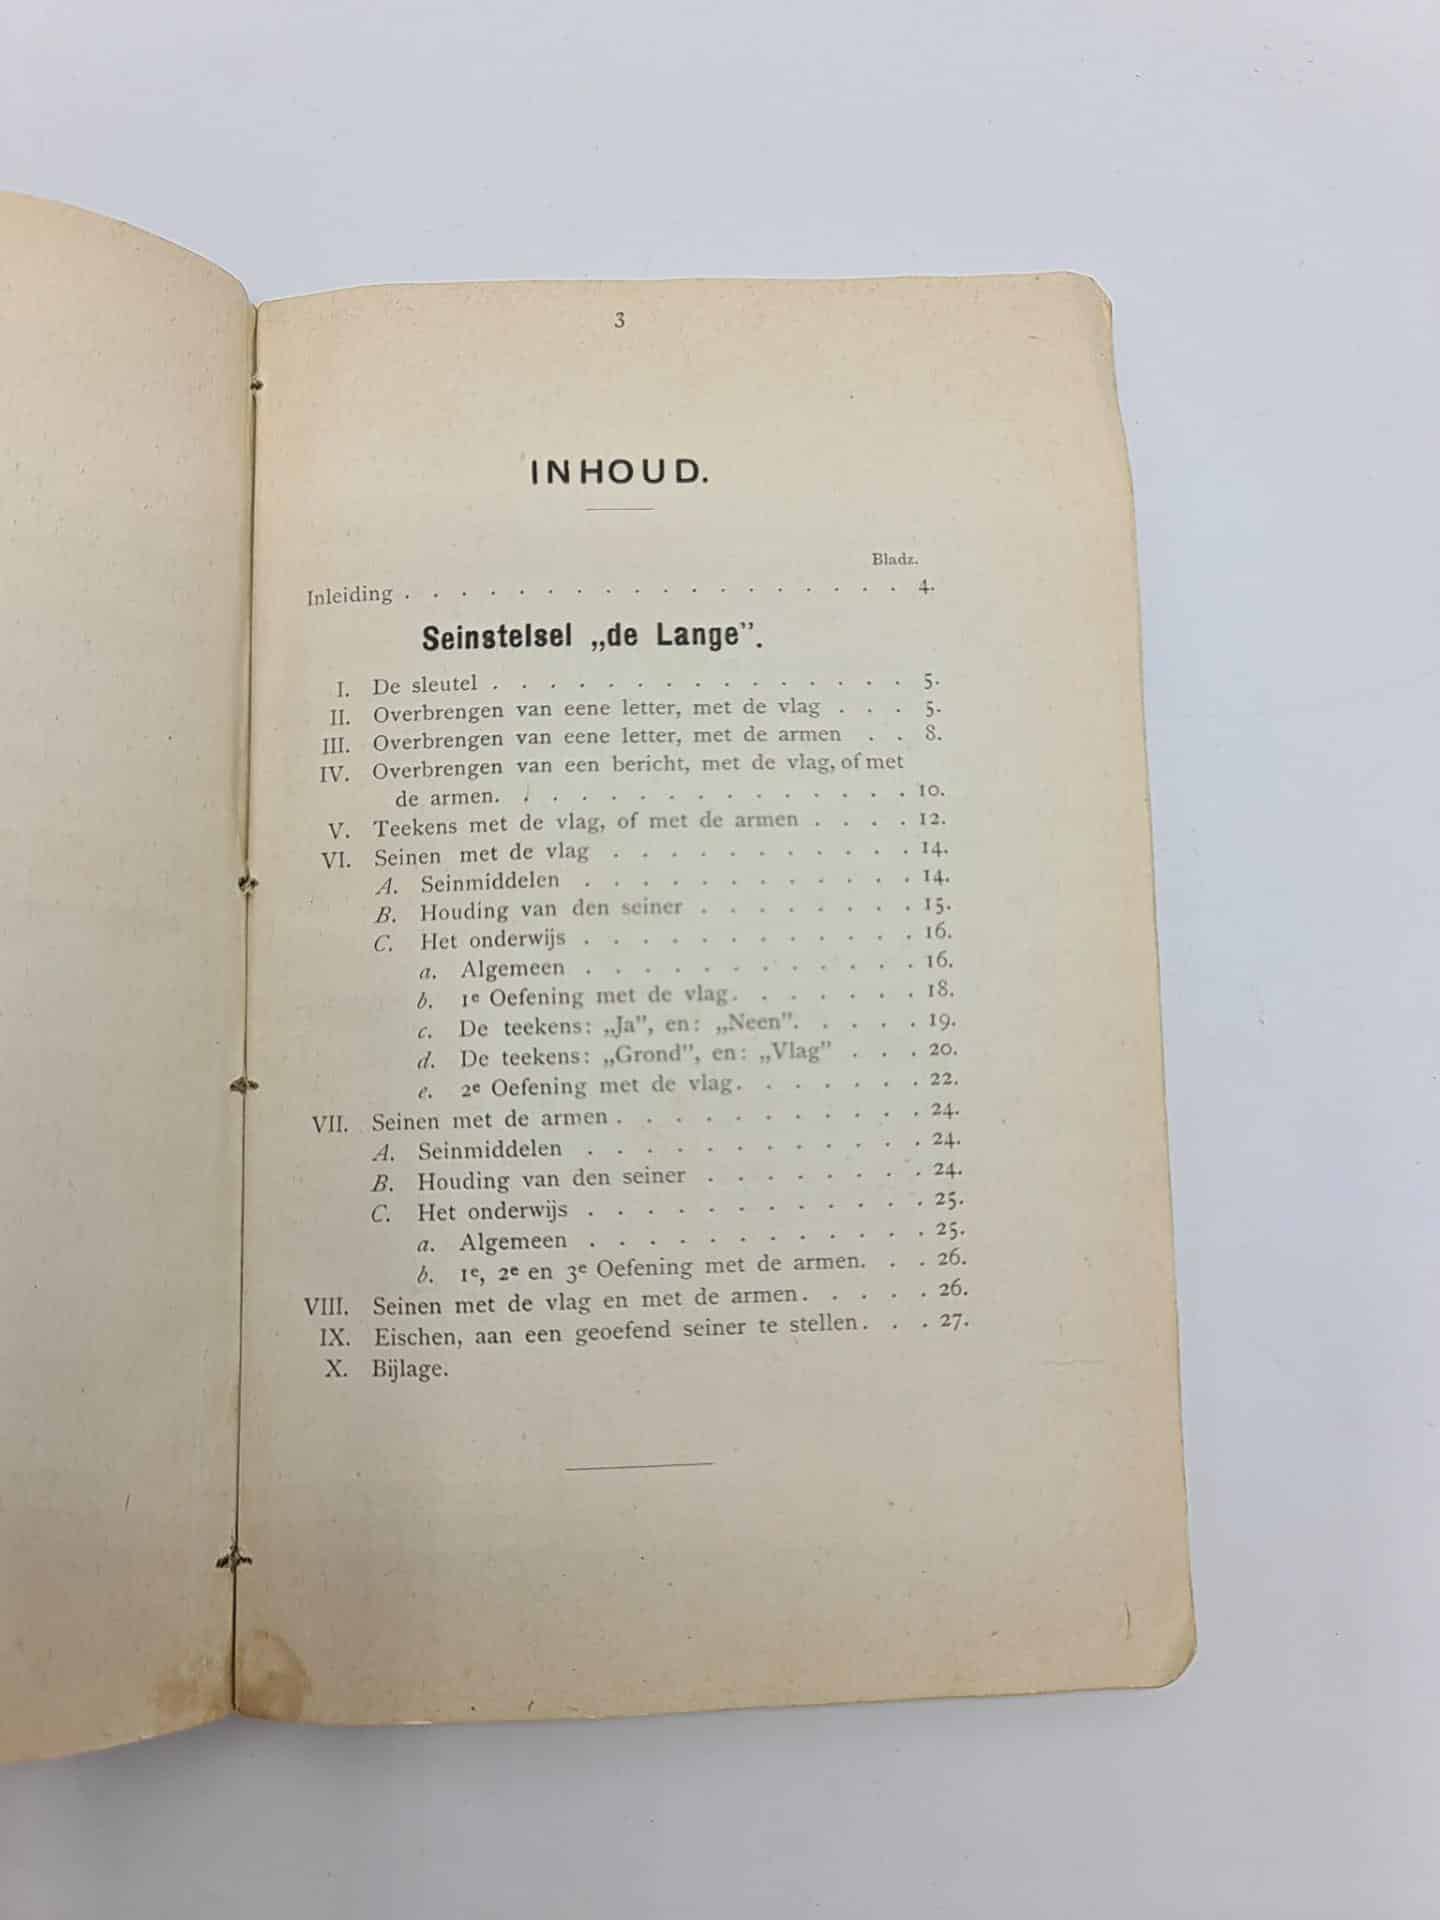 3
INHOUD.
Bladz.
Inleiding . . . . . . . . . . . . . . . . . . 4.
Seinstelsel „de Lange”.
I. De sleutel . . . . . . . . . . . . . . . 5.
II. Overbrengen van eene letter, met de vlag . . . 5.
III. Overbrengen van eene letter, met de armen . . 8.
IV. Overbrengen van een bericht, met de vlag, of met
de armen. . . . . . . . . . . . . . . 10.
V. Teekens met de vlag, of met de armen . . . . 12.
VI. Seinen met de vlag . . . . . . . . . . . 14.
A. Seinmiddelen . . . . . . . . . . . . 14.
B. Houding van den seiner . . . . . . . . 15.
C. Het onderwijs . . . . . . . . . . . . 16.
a. Algemeen . . . . . . . . . . . . 16.
b. 1e Oefening met de vlag. . . . . . . 18.
c. De teekens: „Ja”, en: „Neen”. . . . . 19.
d. De teekens: „Grond”, en: „Vlag” . . . 20.
e. 2e Oefening met de vlag. . . . . . . 22.
VII. Seinen met de armen . . . . . . . . . . . 24.
A. Seinmiddelen . . . . . . . . . . . . 24.
B. Houding van den seiner . . . . . . . . 24.
C. Het onderwijs . . . . . . . . . . . . 25.
a. Algemeen . . . . . . . . . . . . 25.
b. 1e, 2e en 3e Oefening met de armen. . . 26.
VIII. Seinen met de vlag en met de armen. . . . . 26.
IX. Eischen, aan een geoefend seiner te stellen. . . 27.
X. Bijlage.